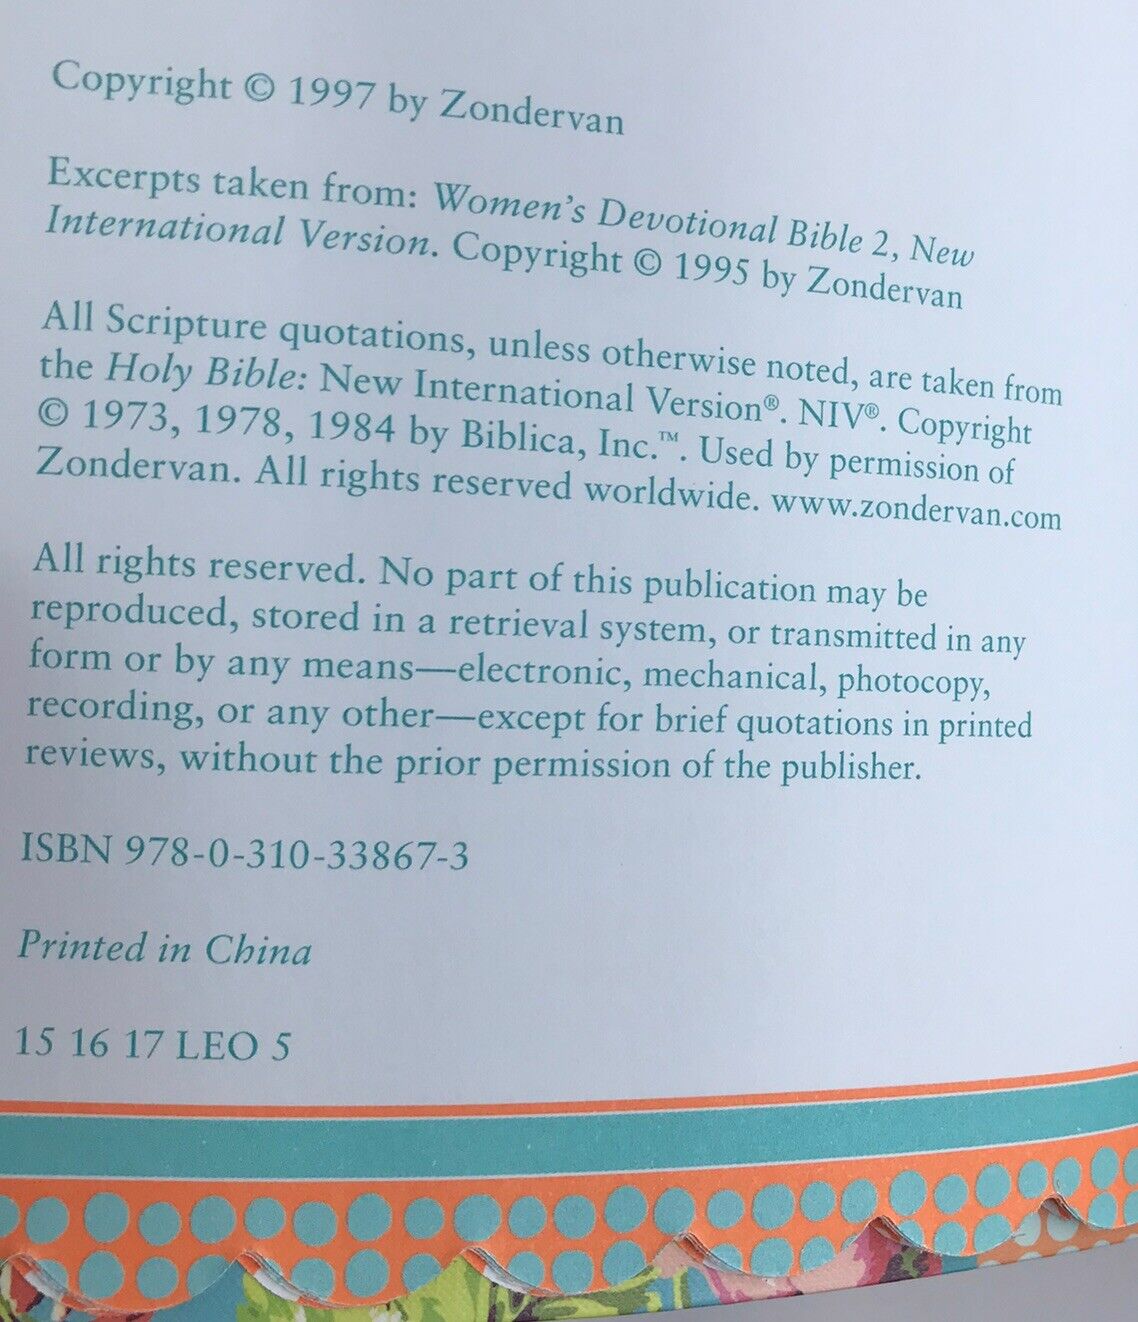 Copyright © 1997 by Zondervan
Excerpts taken from: Women's Devotional Bible 2, New
International Version. Copyright © 1995 by Zondervan
All Scripture quotations, unless otherwise noted, are taken from
the Holy Bible: New International Version®. NIV®. Copyright
© 1973, 1978, 1984 by Biblica, Inc.™. Used by permission of
Zondervan. All rights reserved worldwide. www.zondervan.com
All rights reserved. No part of this publication may be
reproduced, stored in a retrieval system, or transmitted in any
form or by any means—electronic, mechanical, photocopy,
recording, or any other—except for brief quotations in printed
reviews, without the prior permission of the publisher.
ISBN 978-0-310-33867-3
Printed in China
15 16 17 LEO 5